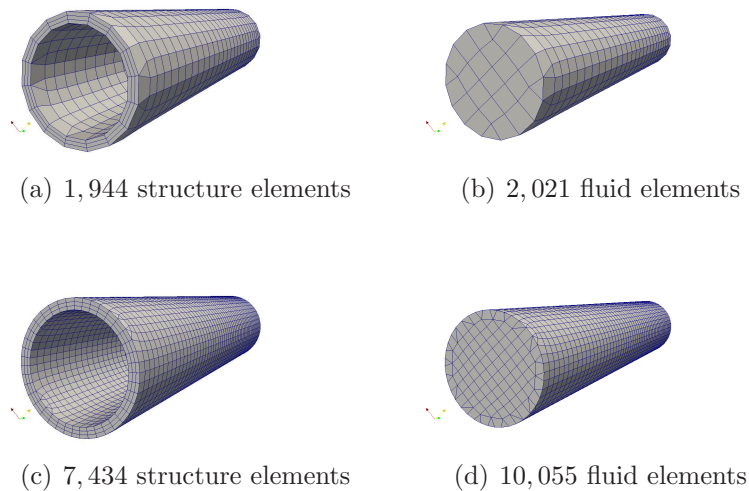 (a) 1, 944 structure elements
(b) 2, 021 fluid elements
(c) 7, 434 structure elements
(d) 10, 055 fluid elements